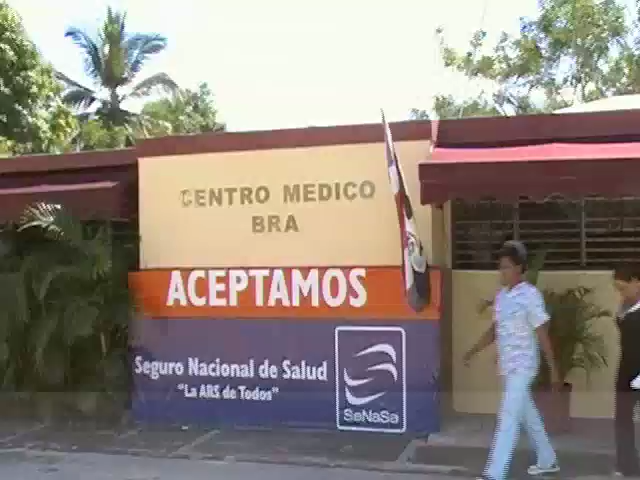 CENTRO MEDICO
BRA
ACEPTAMOS
Seguro Nacional de Salud
"La ARS de Todos"
SeNaSa